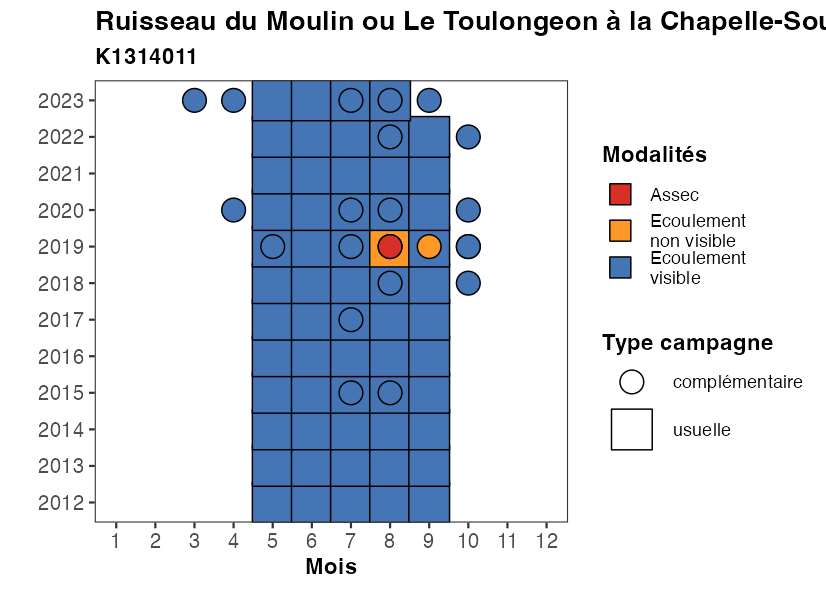 Ruisseau du Moulin ou Le Toulongeon à la Chapelle-Sou
K1314011
2023
2022
2021
2020
2019
2018
2017
2016
2015
2014
2013
2012
1 2 3 4 5 6 7 8 9 10 11 12
Mois
Modalités
Assec
Ecoulement
non visible
Ecoulement
visible
Type campagne
complémentaire
usuelle